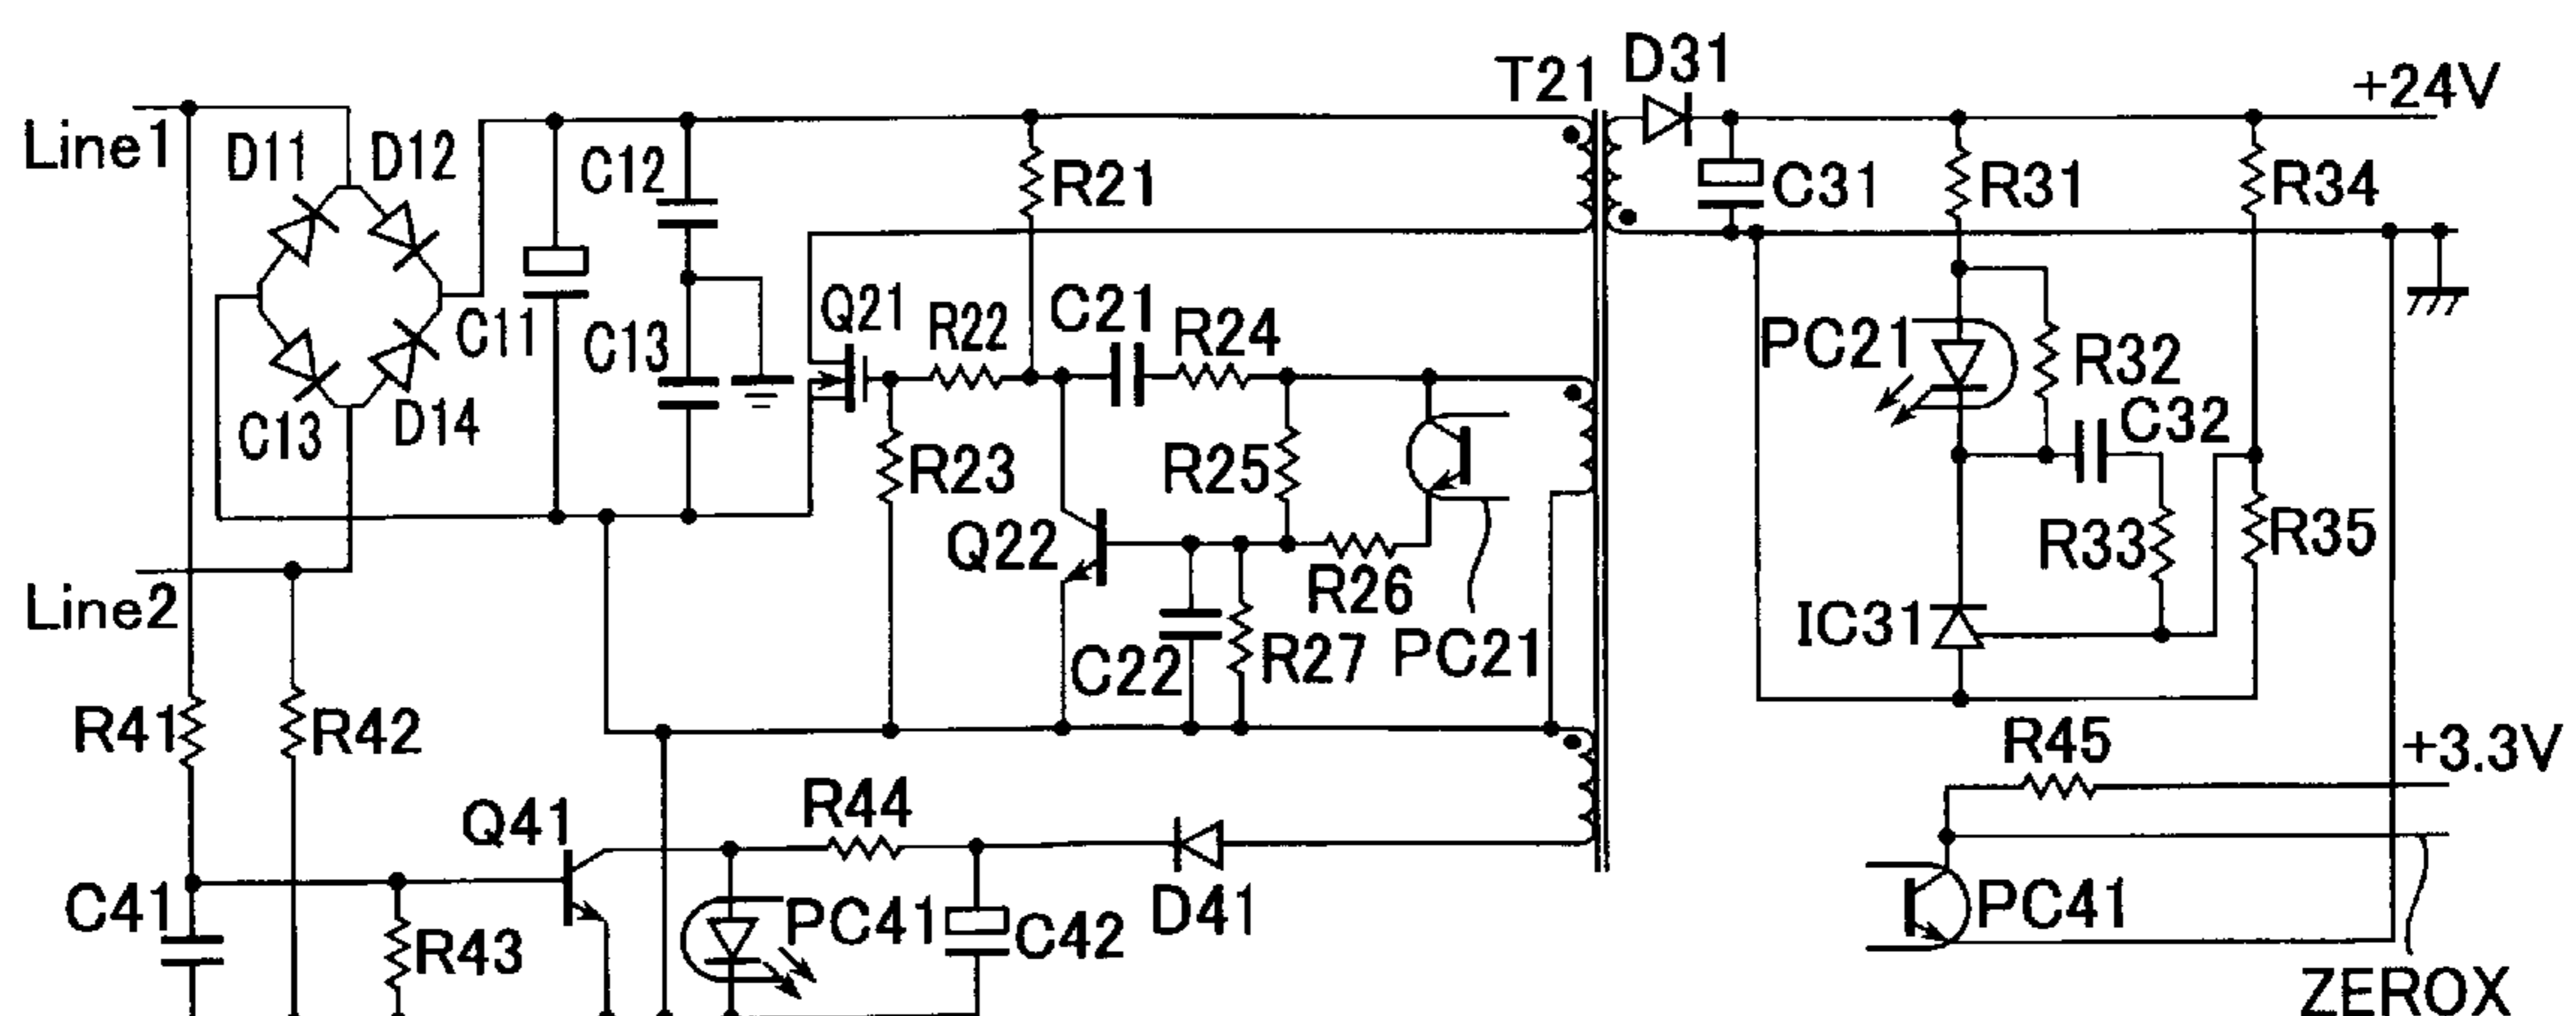 T21
D31
+24V
Line1
D11
D12
C12
R21
C31
R31
R34
C11
C13
Q21
R22
C21
R24
PC21
R32
C32
C13
D14
R23
R25
Q22
R33
R35
Line2
R26
C22
R27
PC21
IC31
R41
R42
R45
+3.3V
Q41
R44
C41
R43
PC41
C42
D41
PC41
ZEROX